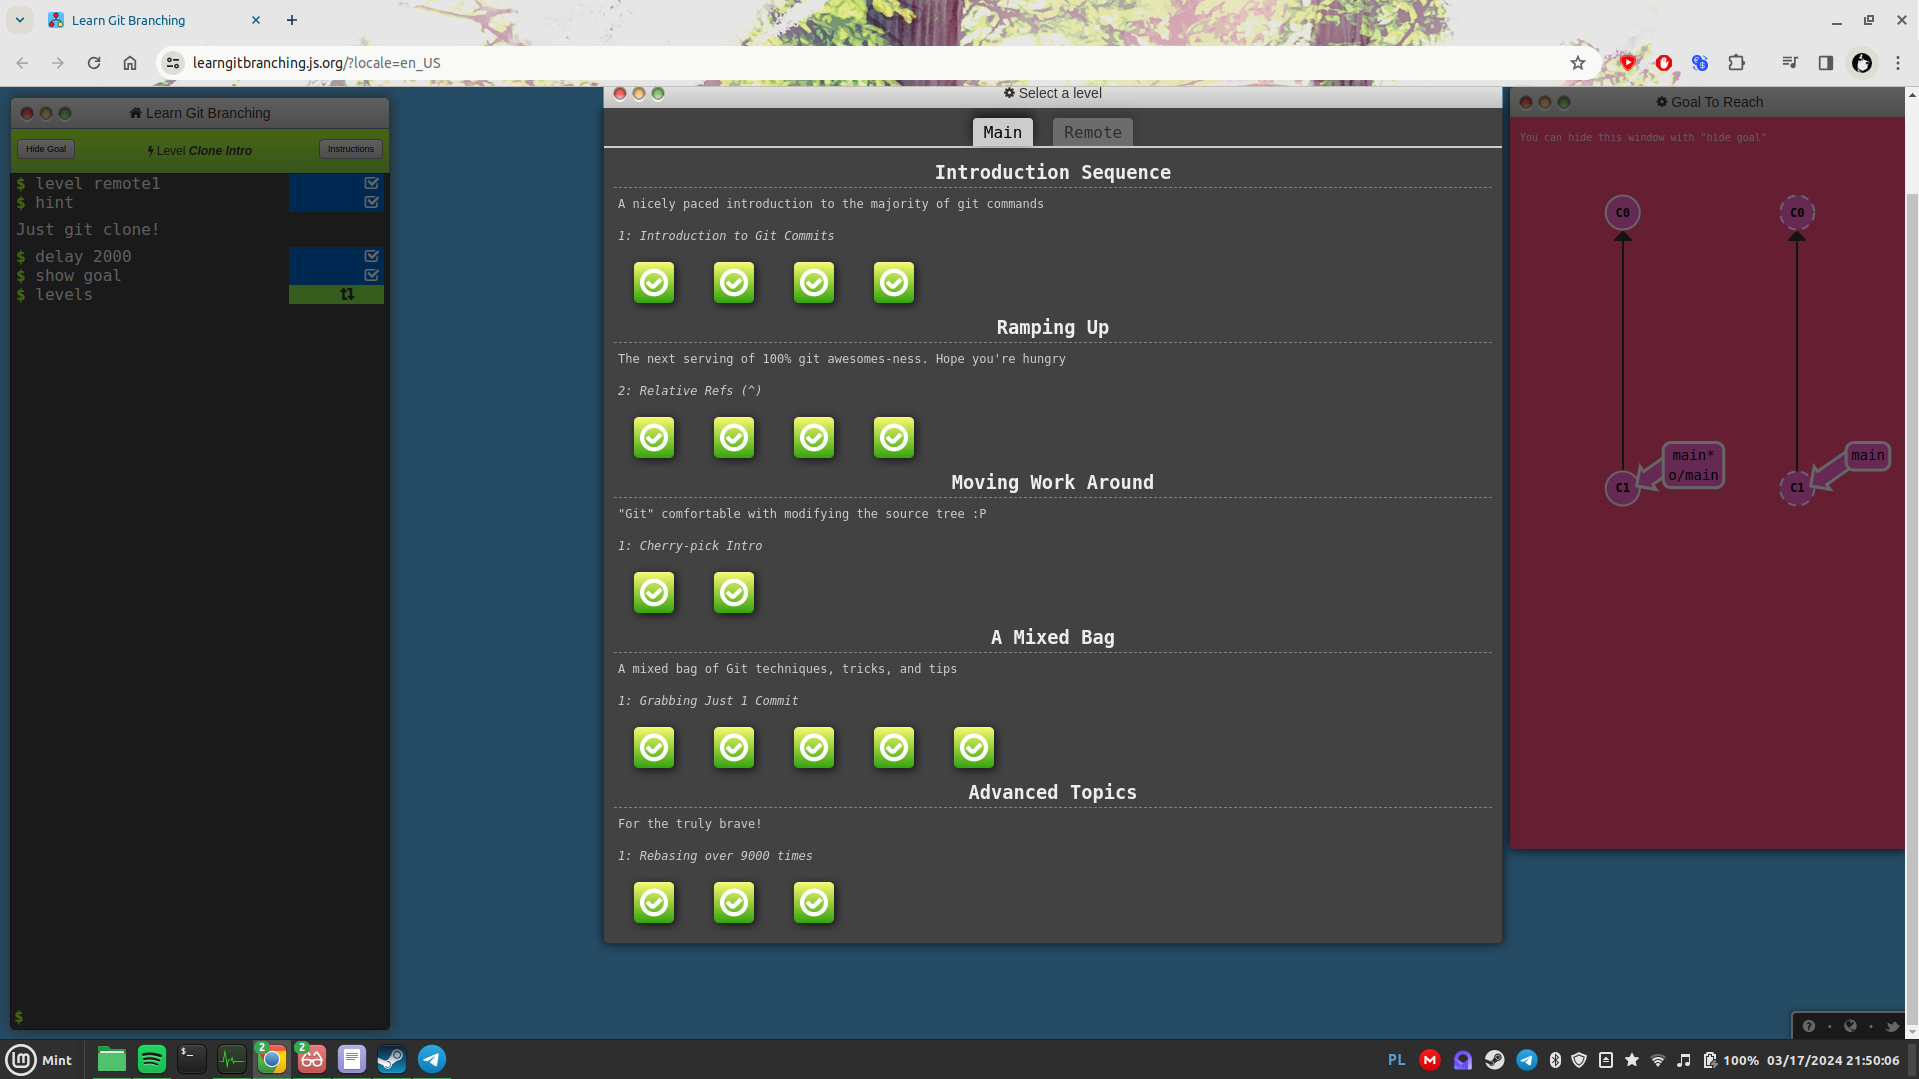 Learn Git Branching
learngitbranching.js.org/?locale=en_US
Learn Git Branching
Hide Goal
Level Clone Intro
Instructions
$ level remote1
$ hint
Just git clone!
$ delay 2000
$ show goal
$ levels
$
Select a level
Main
Remote
Introduction Sequence
A nicely paced introduction to the majority of git commands
1: Introduction to Git Commits
Ramping Up
The next serving of 100% git awesomes-ness. Hope you're hungry
2: Relative Refs (^)
Moving Work Around
"Git" comfortable with modifying the source tree :P
1: Cherry-pick Intro
A Mixed Bag
A mixed bag of Git techniques, tricks, and tips
1: Grabbing Just 1 Commit
Advanced Topics
For the truly brave!
1: Rebasing over 9000 times
Goal To Reach
You can hide this window with "hide goal"
C0
C0
main*
o/main
main
C1
C1
Mint
2
2
PL
100%
03/17/2024 21:50:06